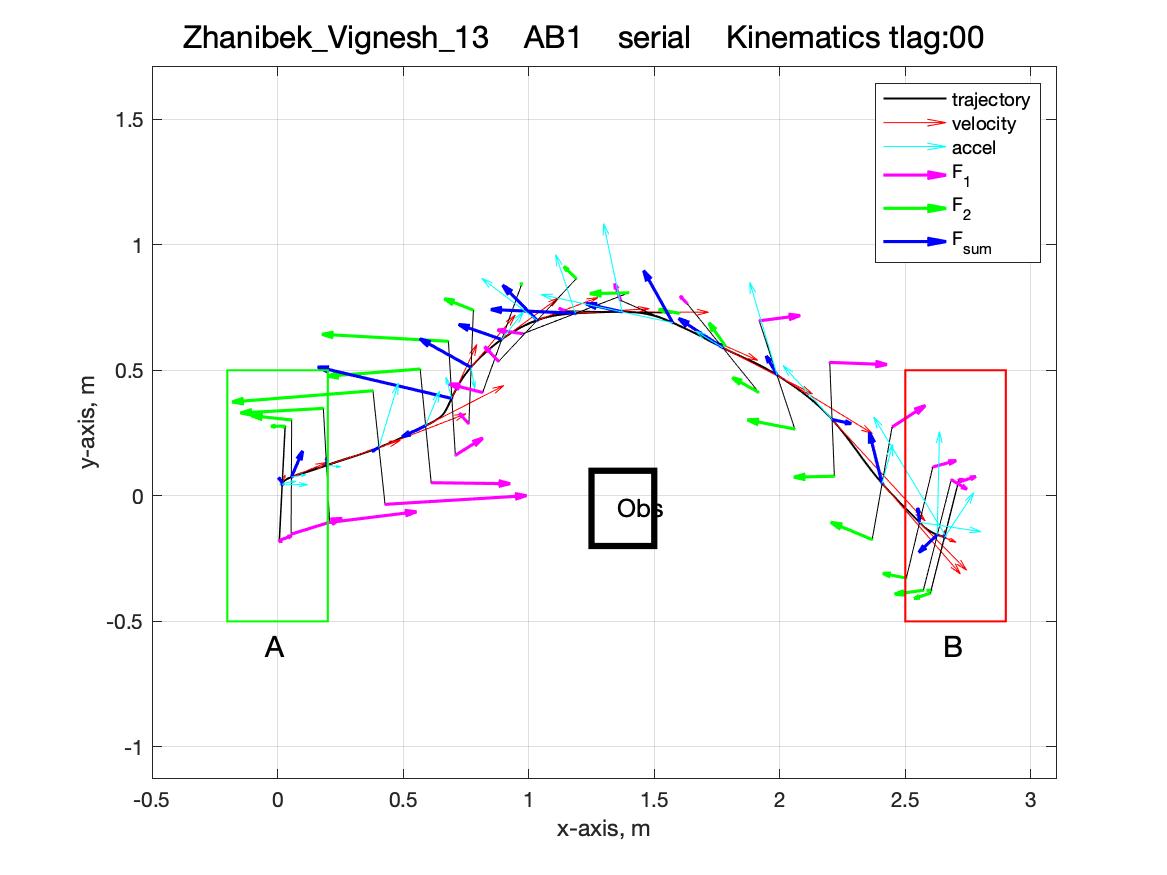 Zhanibek_Vignesh_13 AB1 serial Kinematics tlag:00
trajectory
velocity
accel
F1
F2
Fsum
1.5
1
0.5
0
-0.5
-1
y-axis, m
Obs
A
B
-0.5 0 0.5 1 1.5 2 2.5 3
x-axis, m